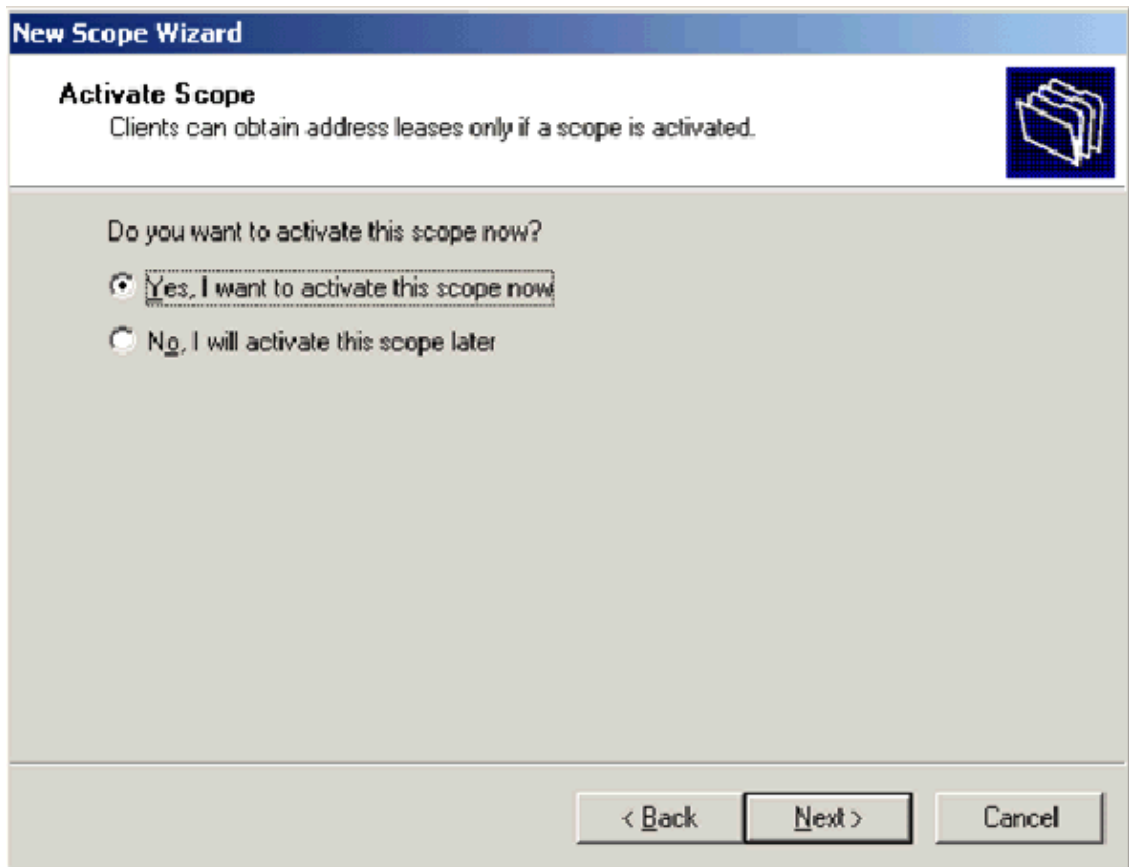 New Scope Wizard
Activate Scope
Clients can obtain address leases only if a scope is activated.
Do you want to activate this scope now?
Yes, I want to activate this scope now
No, I will activate this scope later
< Back
Next >
Cancel